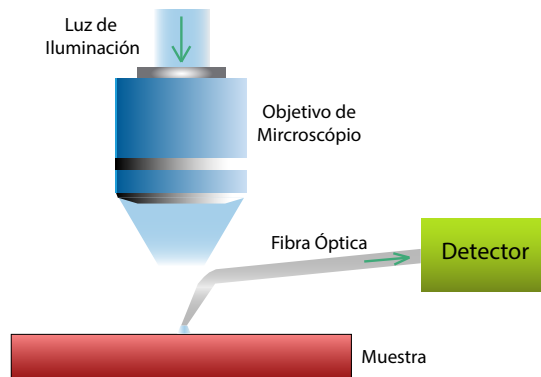 Luz de
Iluminación
Objetivo de
Mircroscópio
Fibra Óptica
Detector
Muestra